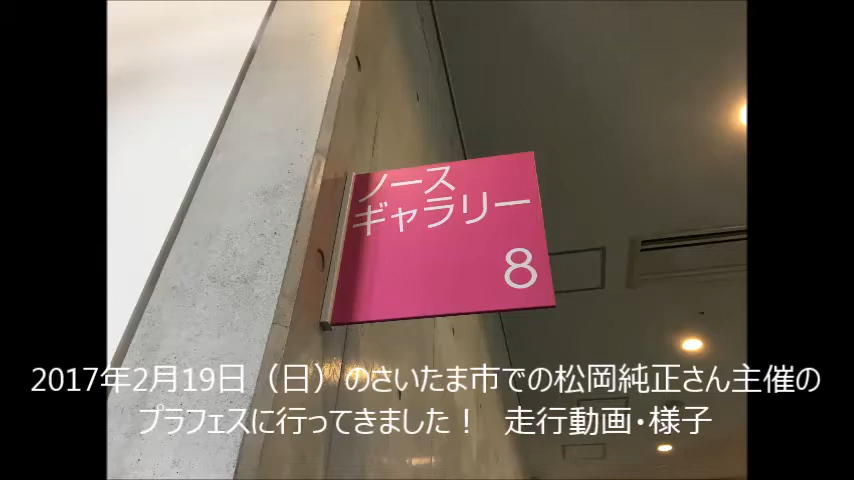 ノース
ギャラリー
8
2017年2月19日（日）のさいたま市での松岡純正さん主催の
プラフェスに行ってきました！　走行動画・様子